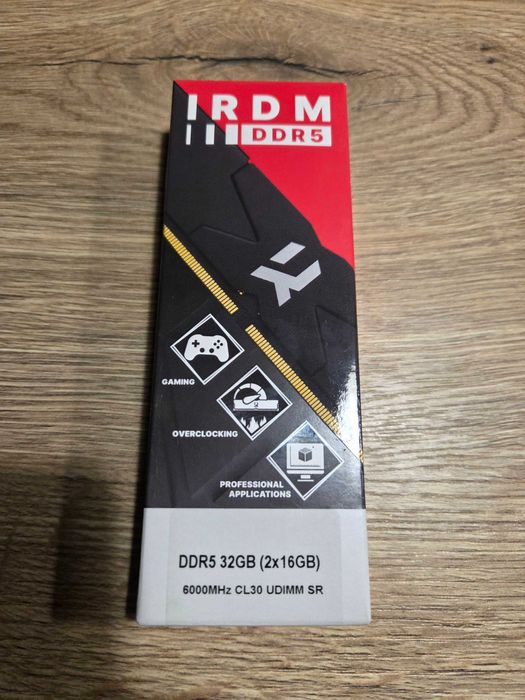 IRDM
DDR5
GAMING
OVERCLOCKING
PROFESSIONAL
APPLICATIONS
DDR5 32GB (2x16GB)
6000MHz CL30 UDIMM SR